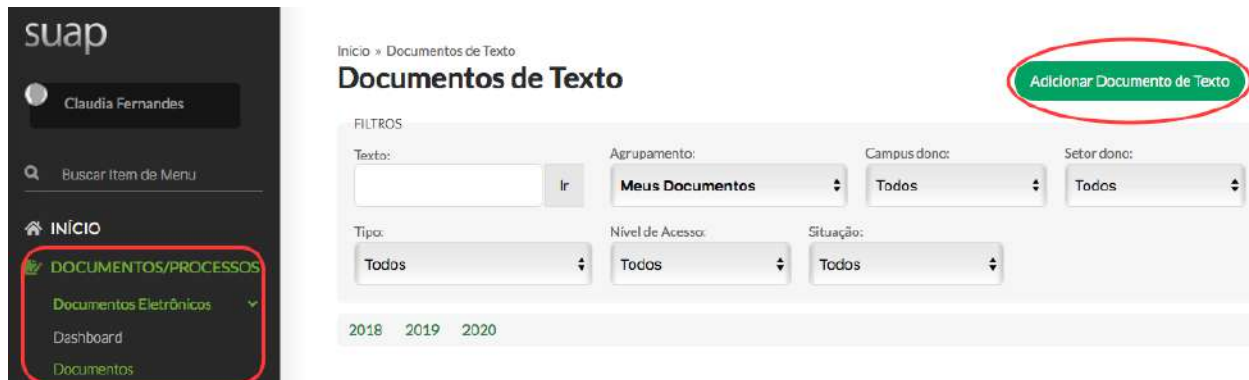 suap
Claudia Fernandes
Buscar Item de Menu
INÍCIO
DOCUMENTOS/PROCESSOS
Documentos Eletrônicos
Dashboard
Documentos
Início » Documentos de Texto
Documentos de Texto
Adicionar Documento de Texto
FILTROS
Texto: Agrupamento: Campus dono: Setor dono:
Ir Meus Documentos Todos Todos
Tipo: Nível de Acesso: Situação:
Todos Todos Todos
2018 2019 2020